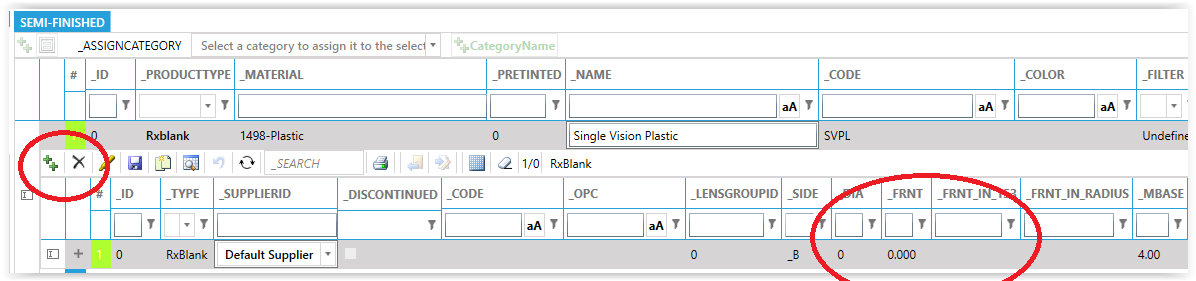 SEMI-FINISHED
_ASSIGNCATEGORY Select a category to assign it to the select CategoryName
# _ID _PRODUCTTYPE _MATERIAL _PRETINTED _NAME _CODE _COLOR _FILTER
aA aA aA
0 Rxblank 1498-Plastic 0 Single Vision Plastic SVPL Undefine
_SEARCH 1/0 RxBlank
# _ID _TYPE _SUPPLIERID _DISCONTINUED _CODE _OPC _LENSGROUPID _SIDE _DIA _FRNT _FRNT_IN_153 _FRNT_IN_RADIUS _MBASE
aA aA
1 0 RxBlank Default Supplier 0 _B 0 0.000 4.00